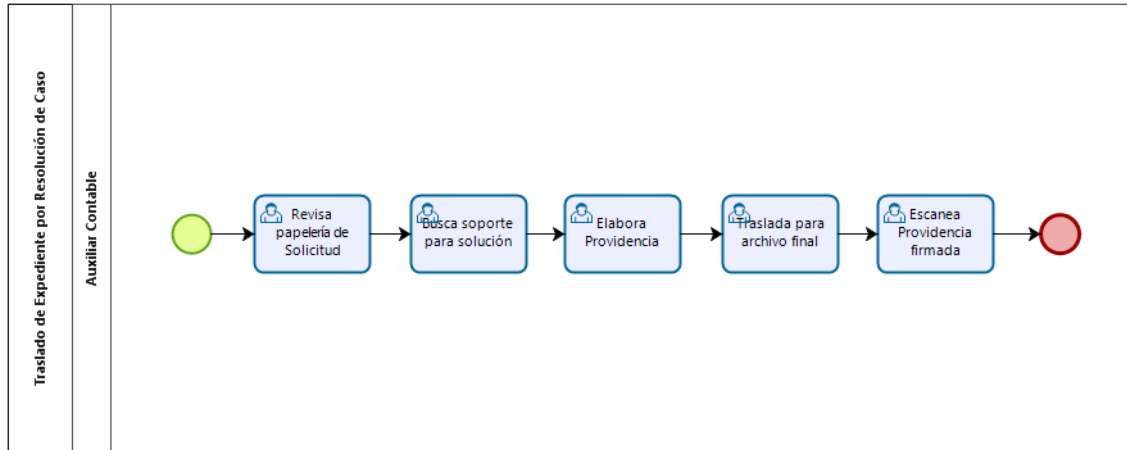 Traslado de Expediente por Resolución de Caso
Auxiliar Contable
Revisa
papelería de
Solicitud
Busca soporte
para solución
Elabora
Providencia
Traslada para
archivo final
Escanea
Providencia
firmada